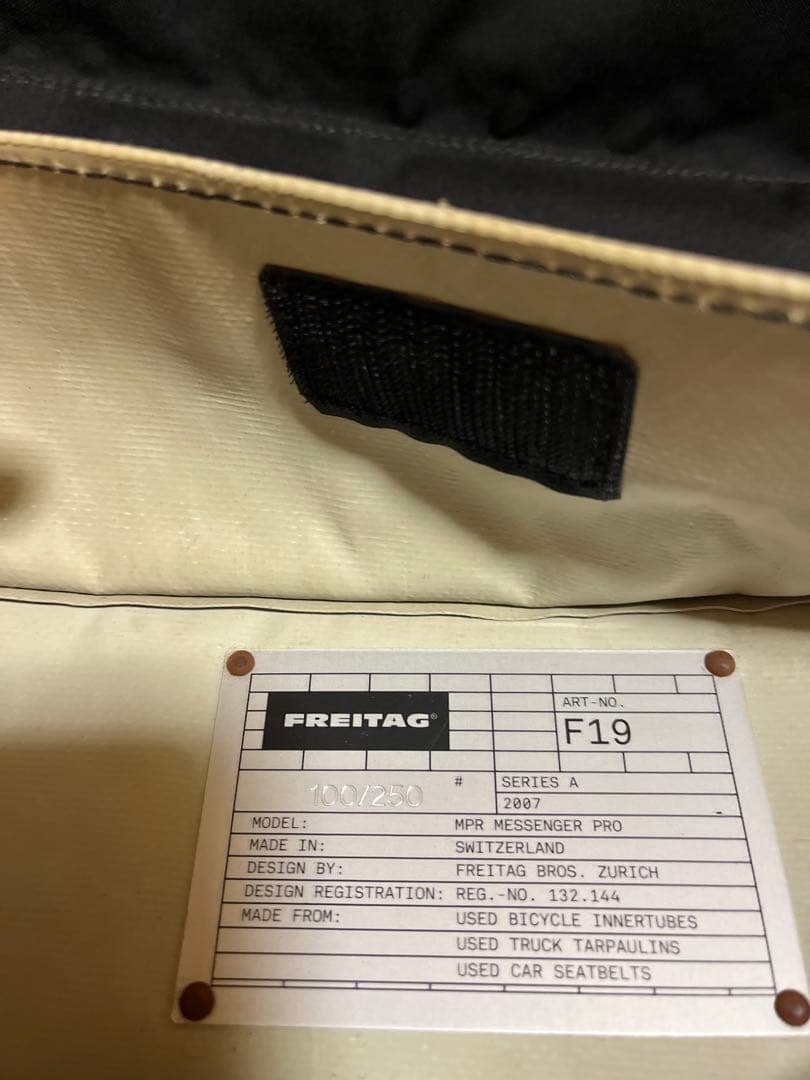 FREITAG®
ART-NO.
F19
100/250 #
SERIES A
2007
MODEL: MPR MESSENGER PRO
MADE IN: SWITZERLAND
DESIGN BY: FREITAG BROS. ZURICH
DESIGN REGISTRATION: REG.-NO. 132.144
MADE FROM: USED BICYCLE INNERTUBES
USED TRUCK TARPAULINS
USED CAR SEATBELTS